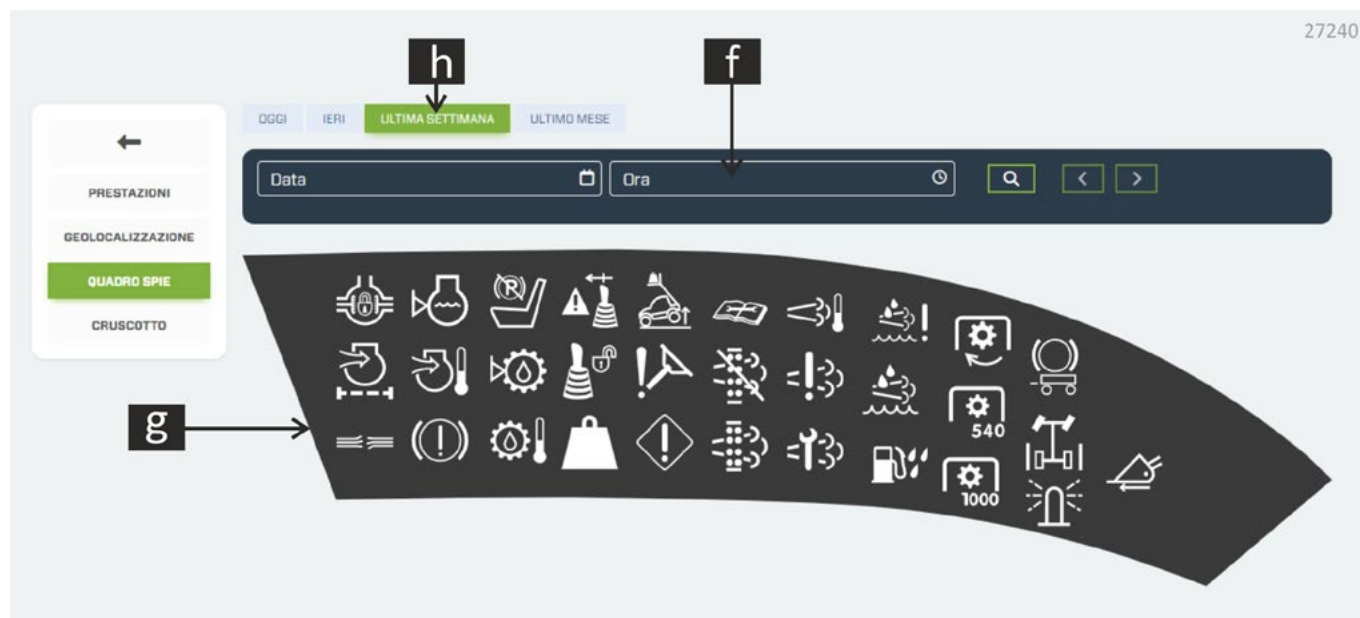 27240
h
f
OGGI IERI ULTIMA SETTIMANA ULTIMO MESE
Data Ora
PRESTAZIONI
GEOLOCALIZZAZIONE
QUADRO SPIE
CRUSCOTTO
P
g
540
1000